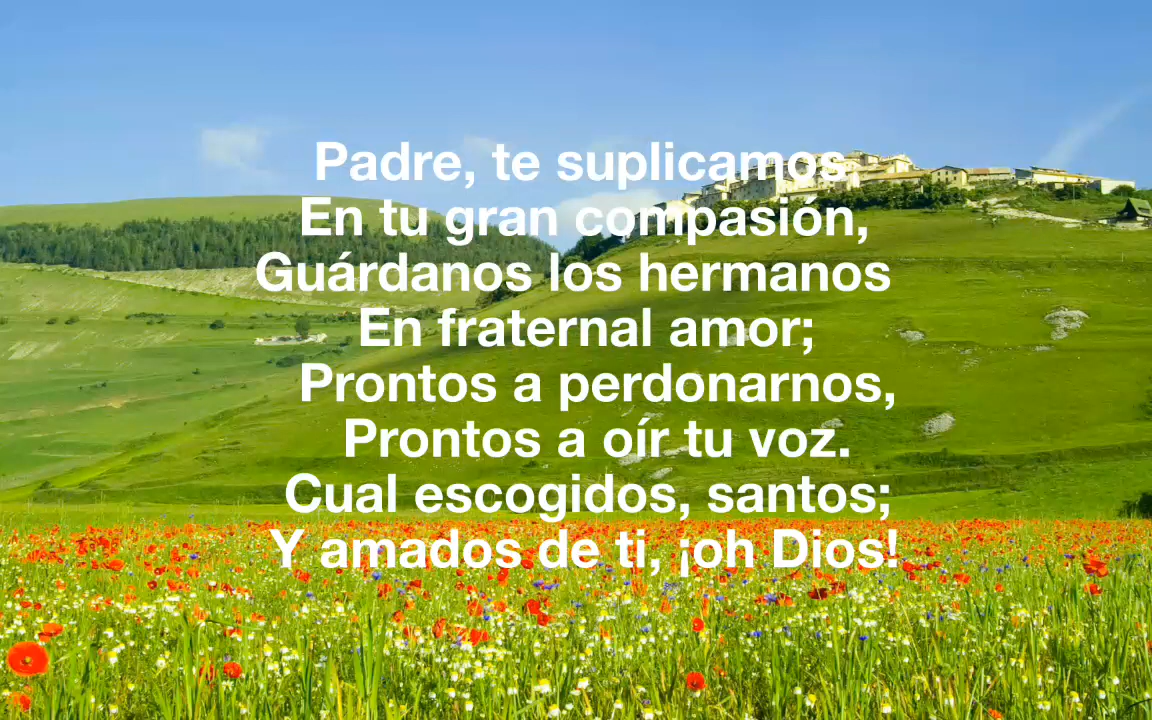 Padre, te suplicamos,
En tu gran compasión,
Guárdanos los hermanos
En fraternal amor;
Prontos a perdonarnos,
Prontos a oír tu voz.
Cual escogidos, santos;
Y amados de ti, ¡oh Dios!